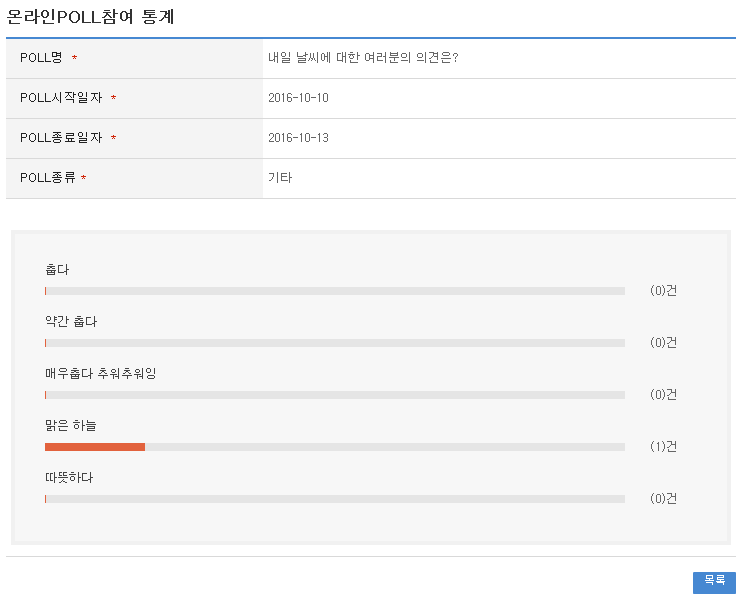 온라인POLL참여 통계
POLL명 * 내일 날씨에 대한 여러분의 의견은?
POLL시작일자 * 2016-10-10
POLL종료일자 * 2016-10-13
POLL종류 * 기타
춥다
(0)건
약간 춥다
(0)건
매우춥다 추워추워잉
(0)건
맑은 하늘
(1)건
따뜻하다
(0)건
목록